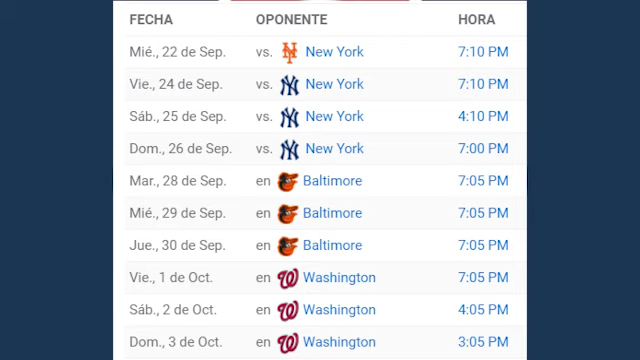 FECHA OPONENTE HORA
Mié., 22 de Sep. vs. New York 7:10 PM
Vie., 24 de Sep. vs. New York 7:10 PM
Sáb., 25 de Sep. vs. New York 4:10 PM
Dom., 26 de Sep. vs. New York 7:00 PM
Mar., 28 de Sep. en Baltimore 7:05 PM
Mié., 29 de Sep. en Baltimore 7:05 PM
Jue., 30 de Sep. en Baltimore 7:05 PM
Vie., 1 de Oct. en Washington 7:05 PM
Sáb., 2 de Oct. en Washington 4:05 PM
Dom., 3 de Oct. en Washington 3:05 PM